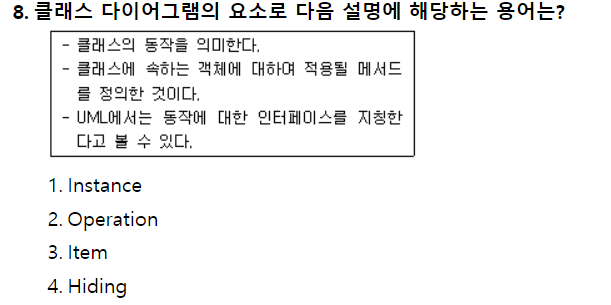 8. 클래스 다이어그램의 요소로 다음 설명에 해당하는 용어는?
- 클래스의 동작을 의미한다.
- 클래스에 속하는 객체에 대하여 적용될 메서드
를 정의한 것이다.
- UML에서는 동작에 대한 인터페이스를 지칭한
다고 볼 수 있다.
1. Instance
2. Operation
3. Item
4. Hiding